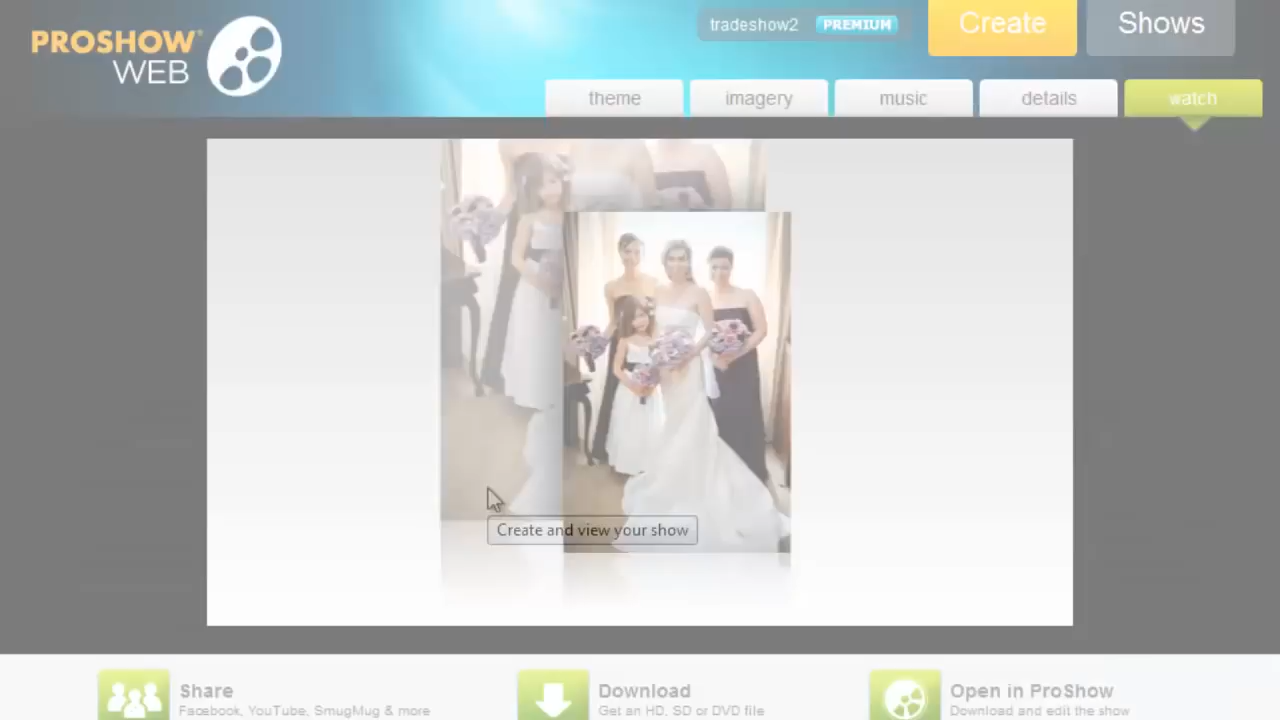 PROSHOW®
WEB
tradeshow2 PREMIUM
Create
Shows
theme
imagery
music
details
watch
Create and view your show
Share
Facebook, YouTube, SmugMug & more
Download
Get an HD, SD or DVD file
Open in ProShow
Download and edit the show